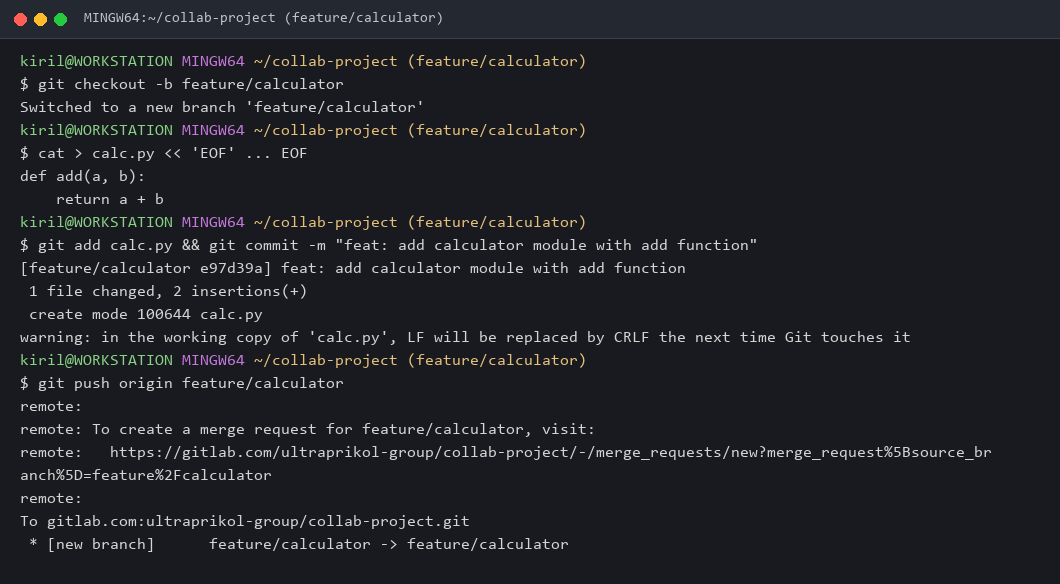 MINGW64:~/collab-project (feature/calculator)
kiril@WORKSTATION MINGW64 ~/collab-project (feature/calculator)
$ git checkout -b feature/calculator
Switched to a new branch 'feature/calculator'
kiril@WORKSTATION MINGW64 ~/collab-project (feature/calculator)
$ cat > calc.py << 'EOF' ... EOF
def add(a, b):
    return a + b
kiril@WORKSTATION MINGW64 ~/collab-project (feature/calculator)
$ git add calc.py && git commit -m "feat: add calculator module with add function"
[feature/calculator e97d39a] feat: add calculator module with add function
 1 file changed, 2 insertions(+)
 create mode 100644 calc.py
warning: in the working copy of 'calc.py', LF will be replaced by CRLF the next time Git touches it
kiril@WORKSTATION MINGW64 ~/collab-project (feature/calculator)
$ git push origin feature/calculator
remote:
remote: To create a merge request for feature/calculator, visit:
remote:   https://gitlab.com/ultraprikol-group/collab-project/-/merge_requests/new?merge_request%5Bsource_br
anch%5D=feature%2Fcalculator
remote:
To gitlab.com:ultraprikol-group/collab-project.git
 * [new branch]      feature/calculator -> feature/calculator